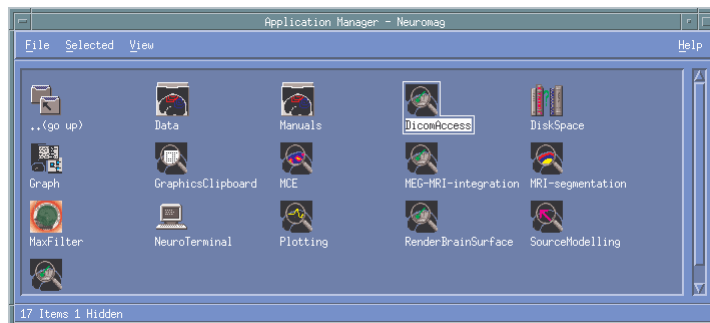 Application Manager - Neuromag
File Selected View Help
..(go up) Data Manuals DicomAccess DiskSpace
Graph GraphicsClipboard MCE MEG-MRI-integration MRI-segmentation
MaxFilter NeuroTerminal Plotting RenderBrainSurface SourceModelling
17 Items 1 Hidden